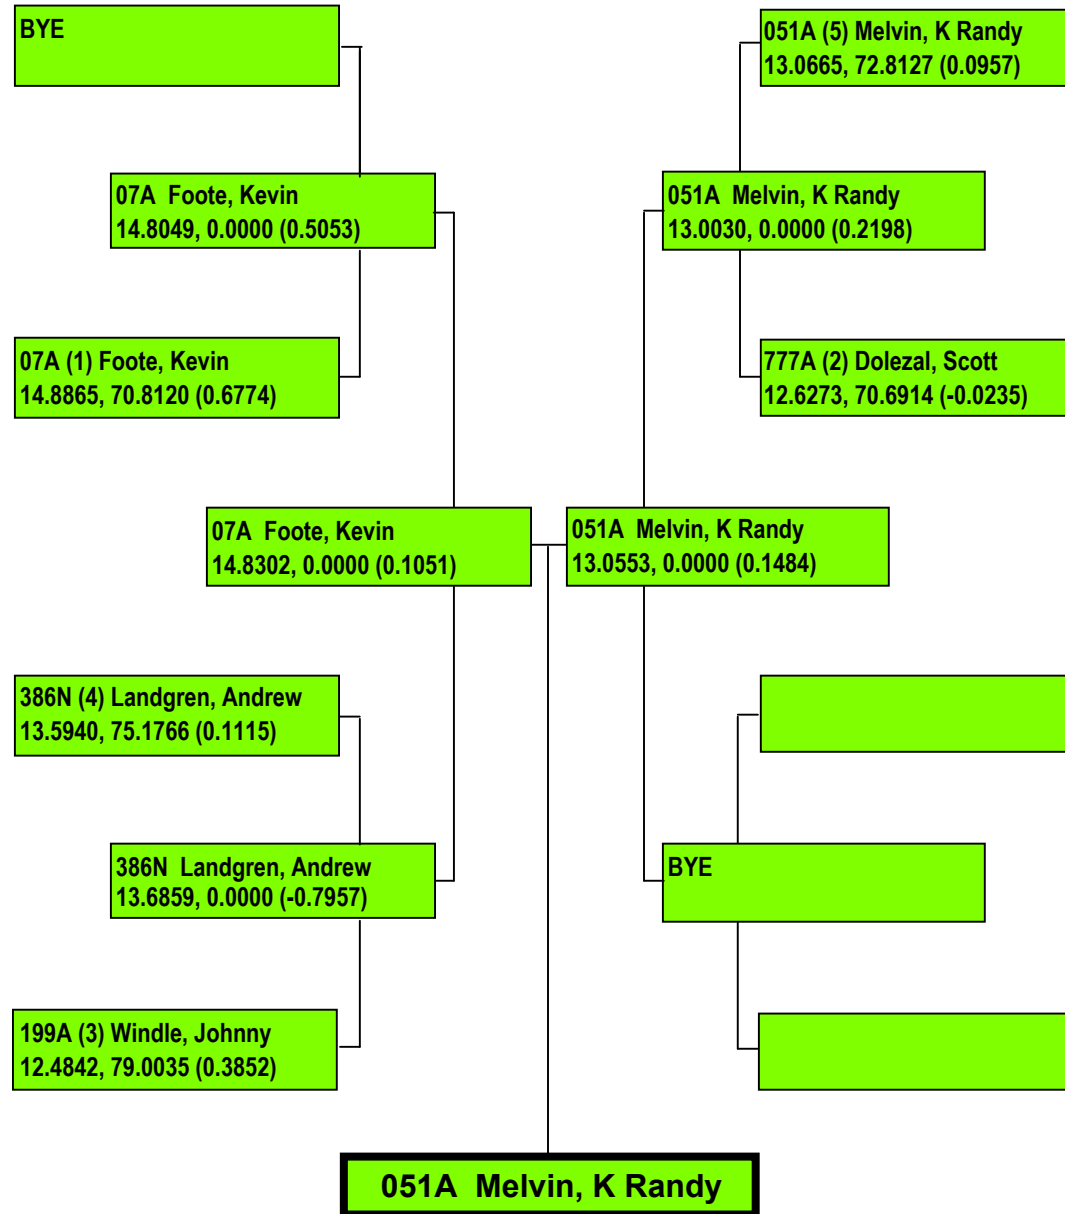 BYE
051A (5) Melvin, K Randy
13.0665, 72.8127 (0.0957)
07A  Foote, Kevin
14.8049, 0.0000 (0.5053)
051A  Melvin, K Randy
13.0030, 0.0000 (0.2198)
07A (1) Foote, Kevin
14.8865, 70.8120 (0.6774)
777A (2) Dolezal, Scott
12.6273, 70.6914 (-0.0235)
07A  Foote, Kevin
14.8302, 0.0000 (0.1051)
051A  Melvin, K Randy
13.0553, 0.0000 (0.1484)
386N (4) Landgren, Andrew
13.5940, 75.1766 (0.1115)
386N  Landgren, Andrew
13.6859, 0.0000 (-0.7957)
BYE
199A (3) Windle, Johnny
12.4842, 79.0035 (0.3852)
051A  Melvin, K Randy